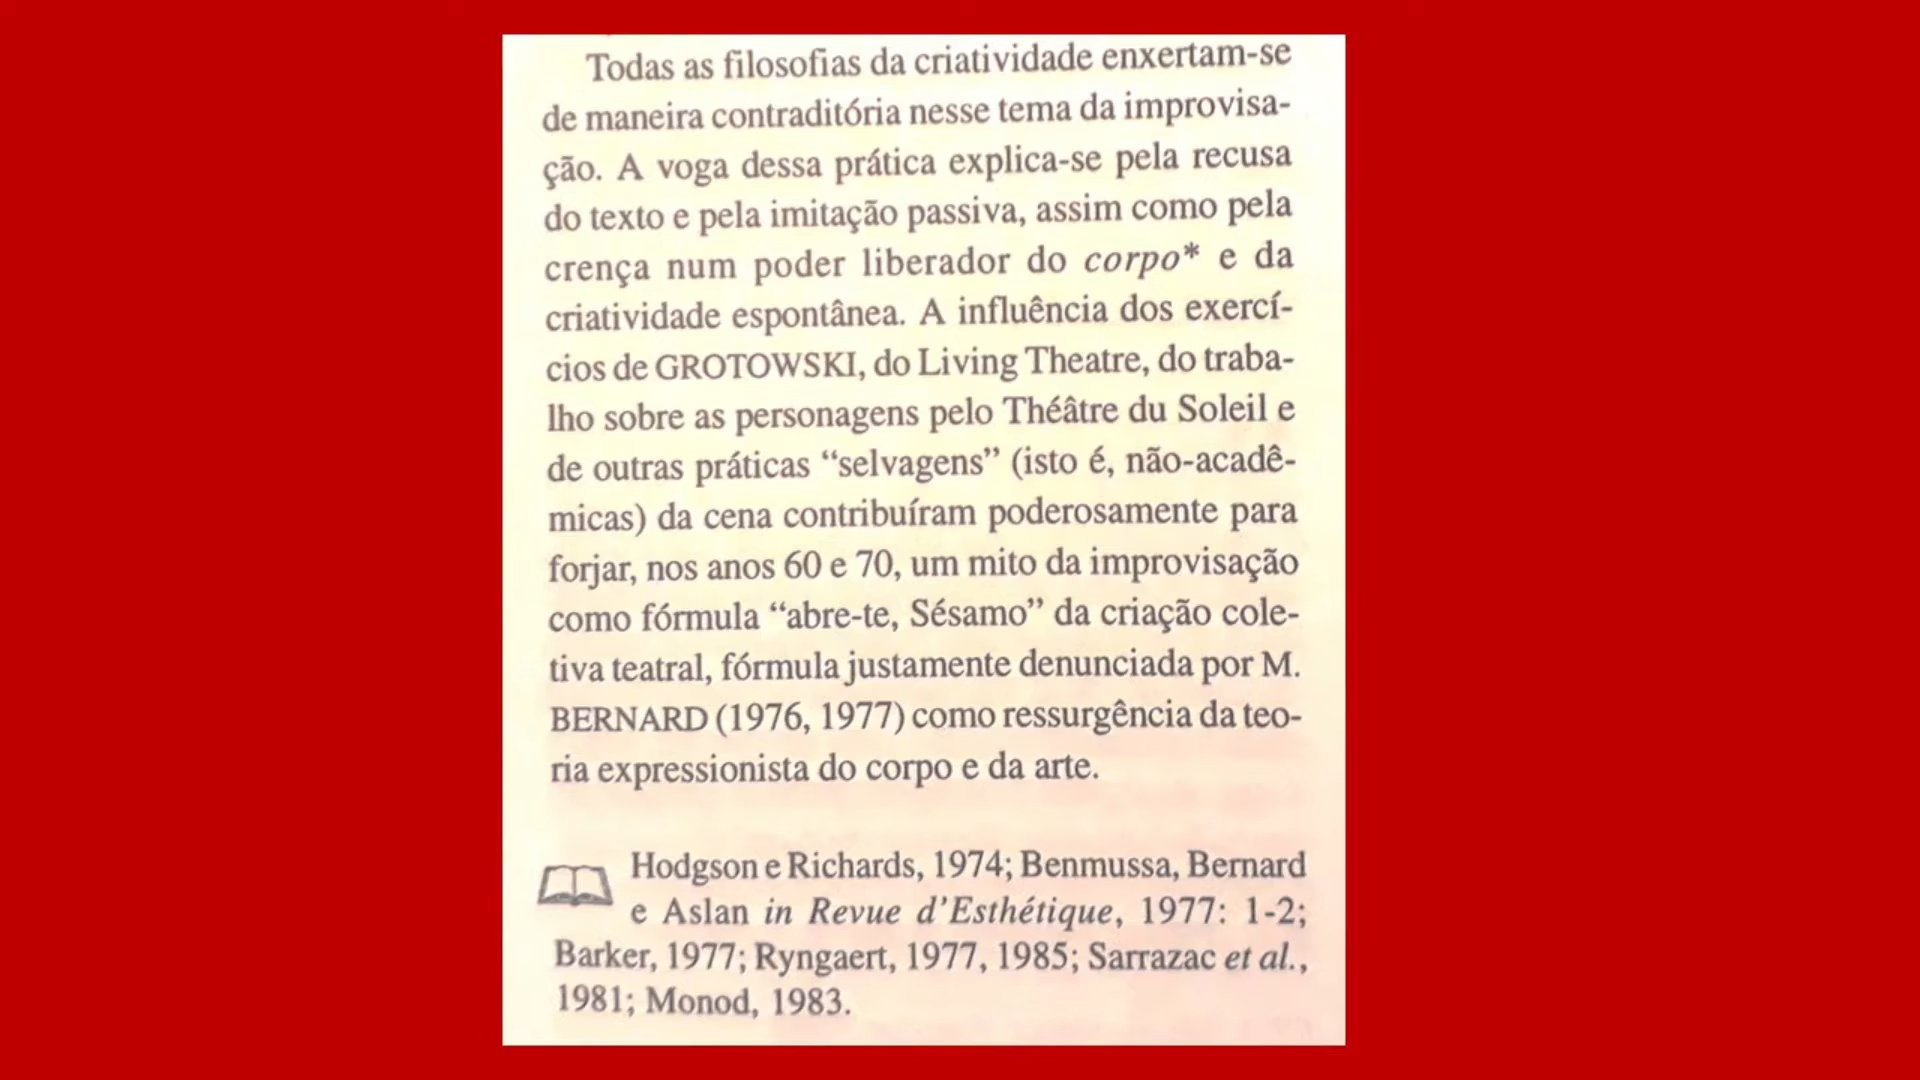 Todas as filosofias da criatividade enxertam-se
de maneira contraditória nesse tema da improvisa-
ção. A voga dessa prática explica-se pela recusa
do texto e pela imitação passiva, assim como pela
crença num poder liberador do corpo* e da
criatividade espontânea. A influência dos exercí-
cios de GROTOWSKI, do Living Theatre, do traba-
lho sobre as personagens pelo Théâtre du Soleil e
de outras práticas “selvagens” (isto é, não-acadê-
micas) da cena contribuíram poderosamente para
forjar, nos anos 60 e 70, um mito da improvisação
como fórmula “abre-te, Sésamo” da criação cole-
tiva teatral, fórmula justamente denunciada por M.
BERNARD (1976, 1977) como ressurgência da teo-
ria expressionista do corpo e da arte.
Hodgson e Richards, 1974; Benmussa, Bernard
e Aslan in Revue d’Esthétique, 1977: 1-2;
Barker, 1977; Ryngaert, 1977, 1985; Sarrazac et al.,
1981; Monod, 1983.